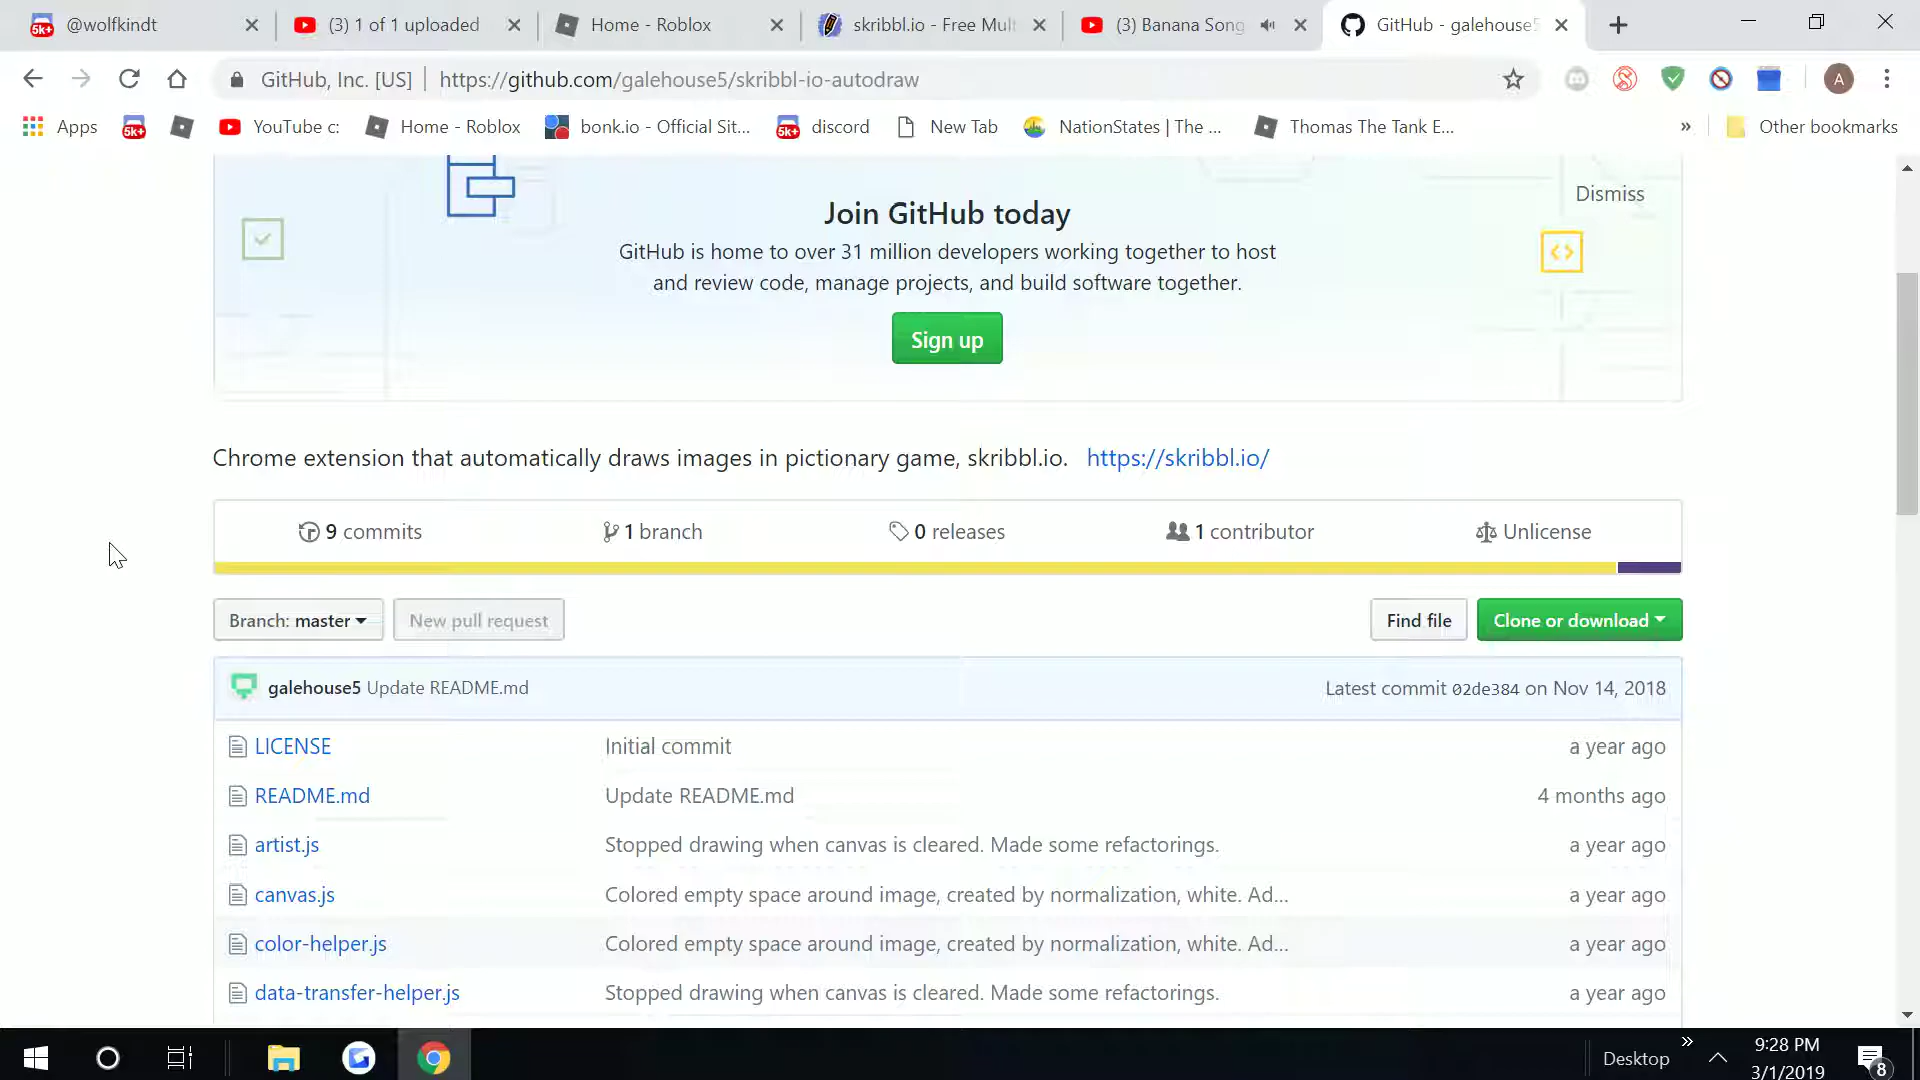 @wolfkindt
(3) 1 of 1 uploaded
Home - Roblox
skribbl.io - Free Mult
(3) Banana Song
GitHub - galehouse5
GitHub, Inc. [US] https://github.com/galehouse5/skribbl-io-autodraw
A
Apps
5k+
YouTube c:
Home - Roblox
bonk.io - Official Sit...
5k+
discord
New Tab
NationStates | The ...
Thomas The Tank E...
»
Other bookmarks
Dismiss
Join GitHub today
GitHub is home to over 31 million developers working together to host
and review code, manage projects, and build software together.
Sign up
Chrome extension that automatically draws images in pictionary game, skribbl.io. https://skribbl.io/
9 commits
1 branch
0 releases
1 contributor
Unlicense
Branch: master
New pull request
Find file
Clone or download
galehouse5 Update README.md
Latest commit 02de384 on Nov 14, 2018
LICENSE Initial commit a year ago
README.md Update README.md 4 months ago
artist.js Stopped drawing when canvas is cleared. Made some refactorings. a year ago
canvas.js Colored empty space around image, created by normalization, white. Ad... a year ago
color-helper.js Colored empty space around image, created by normalization, white. Ad... a year ago
data-transfer-helper.js Stopped drawing when canvas is cleared. Made some refactorings. a year ago
Desktop
»
9:28 PM
3/1/2019
8